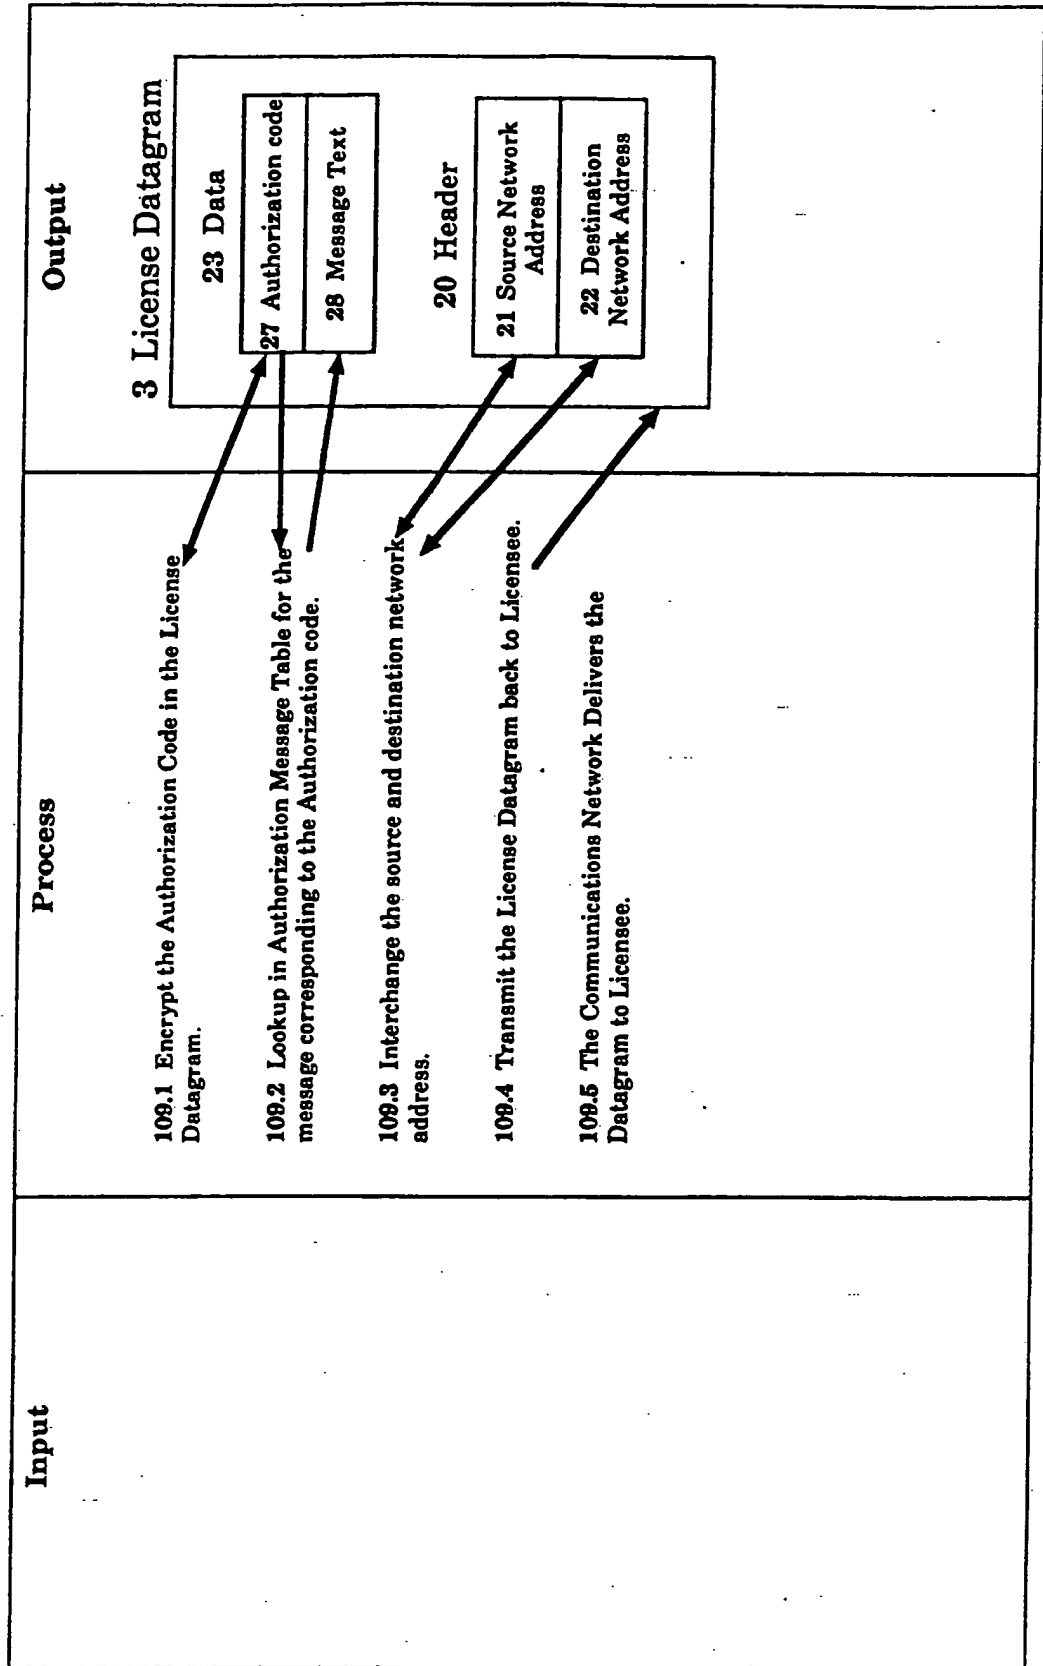 Input
Process
Output
109.1 Encrypt the Authorization Code in the License
Datagram.
109.2 Lookup in Authorization Message Table for the
message corresponding to the Authorization code.
109.3 Interchange the source and destination network
address.
109.4 Transmit the License Datagram back to Licensee.
109.5 The Communications Network Delivers the
Datagram to Licensee.
3 License Datagram
23 Data
27 Authorization code
28 Message Text
20 Header
21 Source Network
Address
22 Destination
Network Address